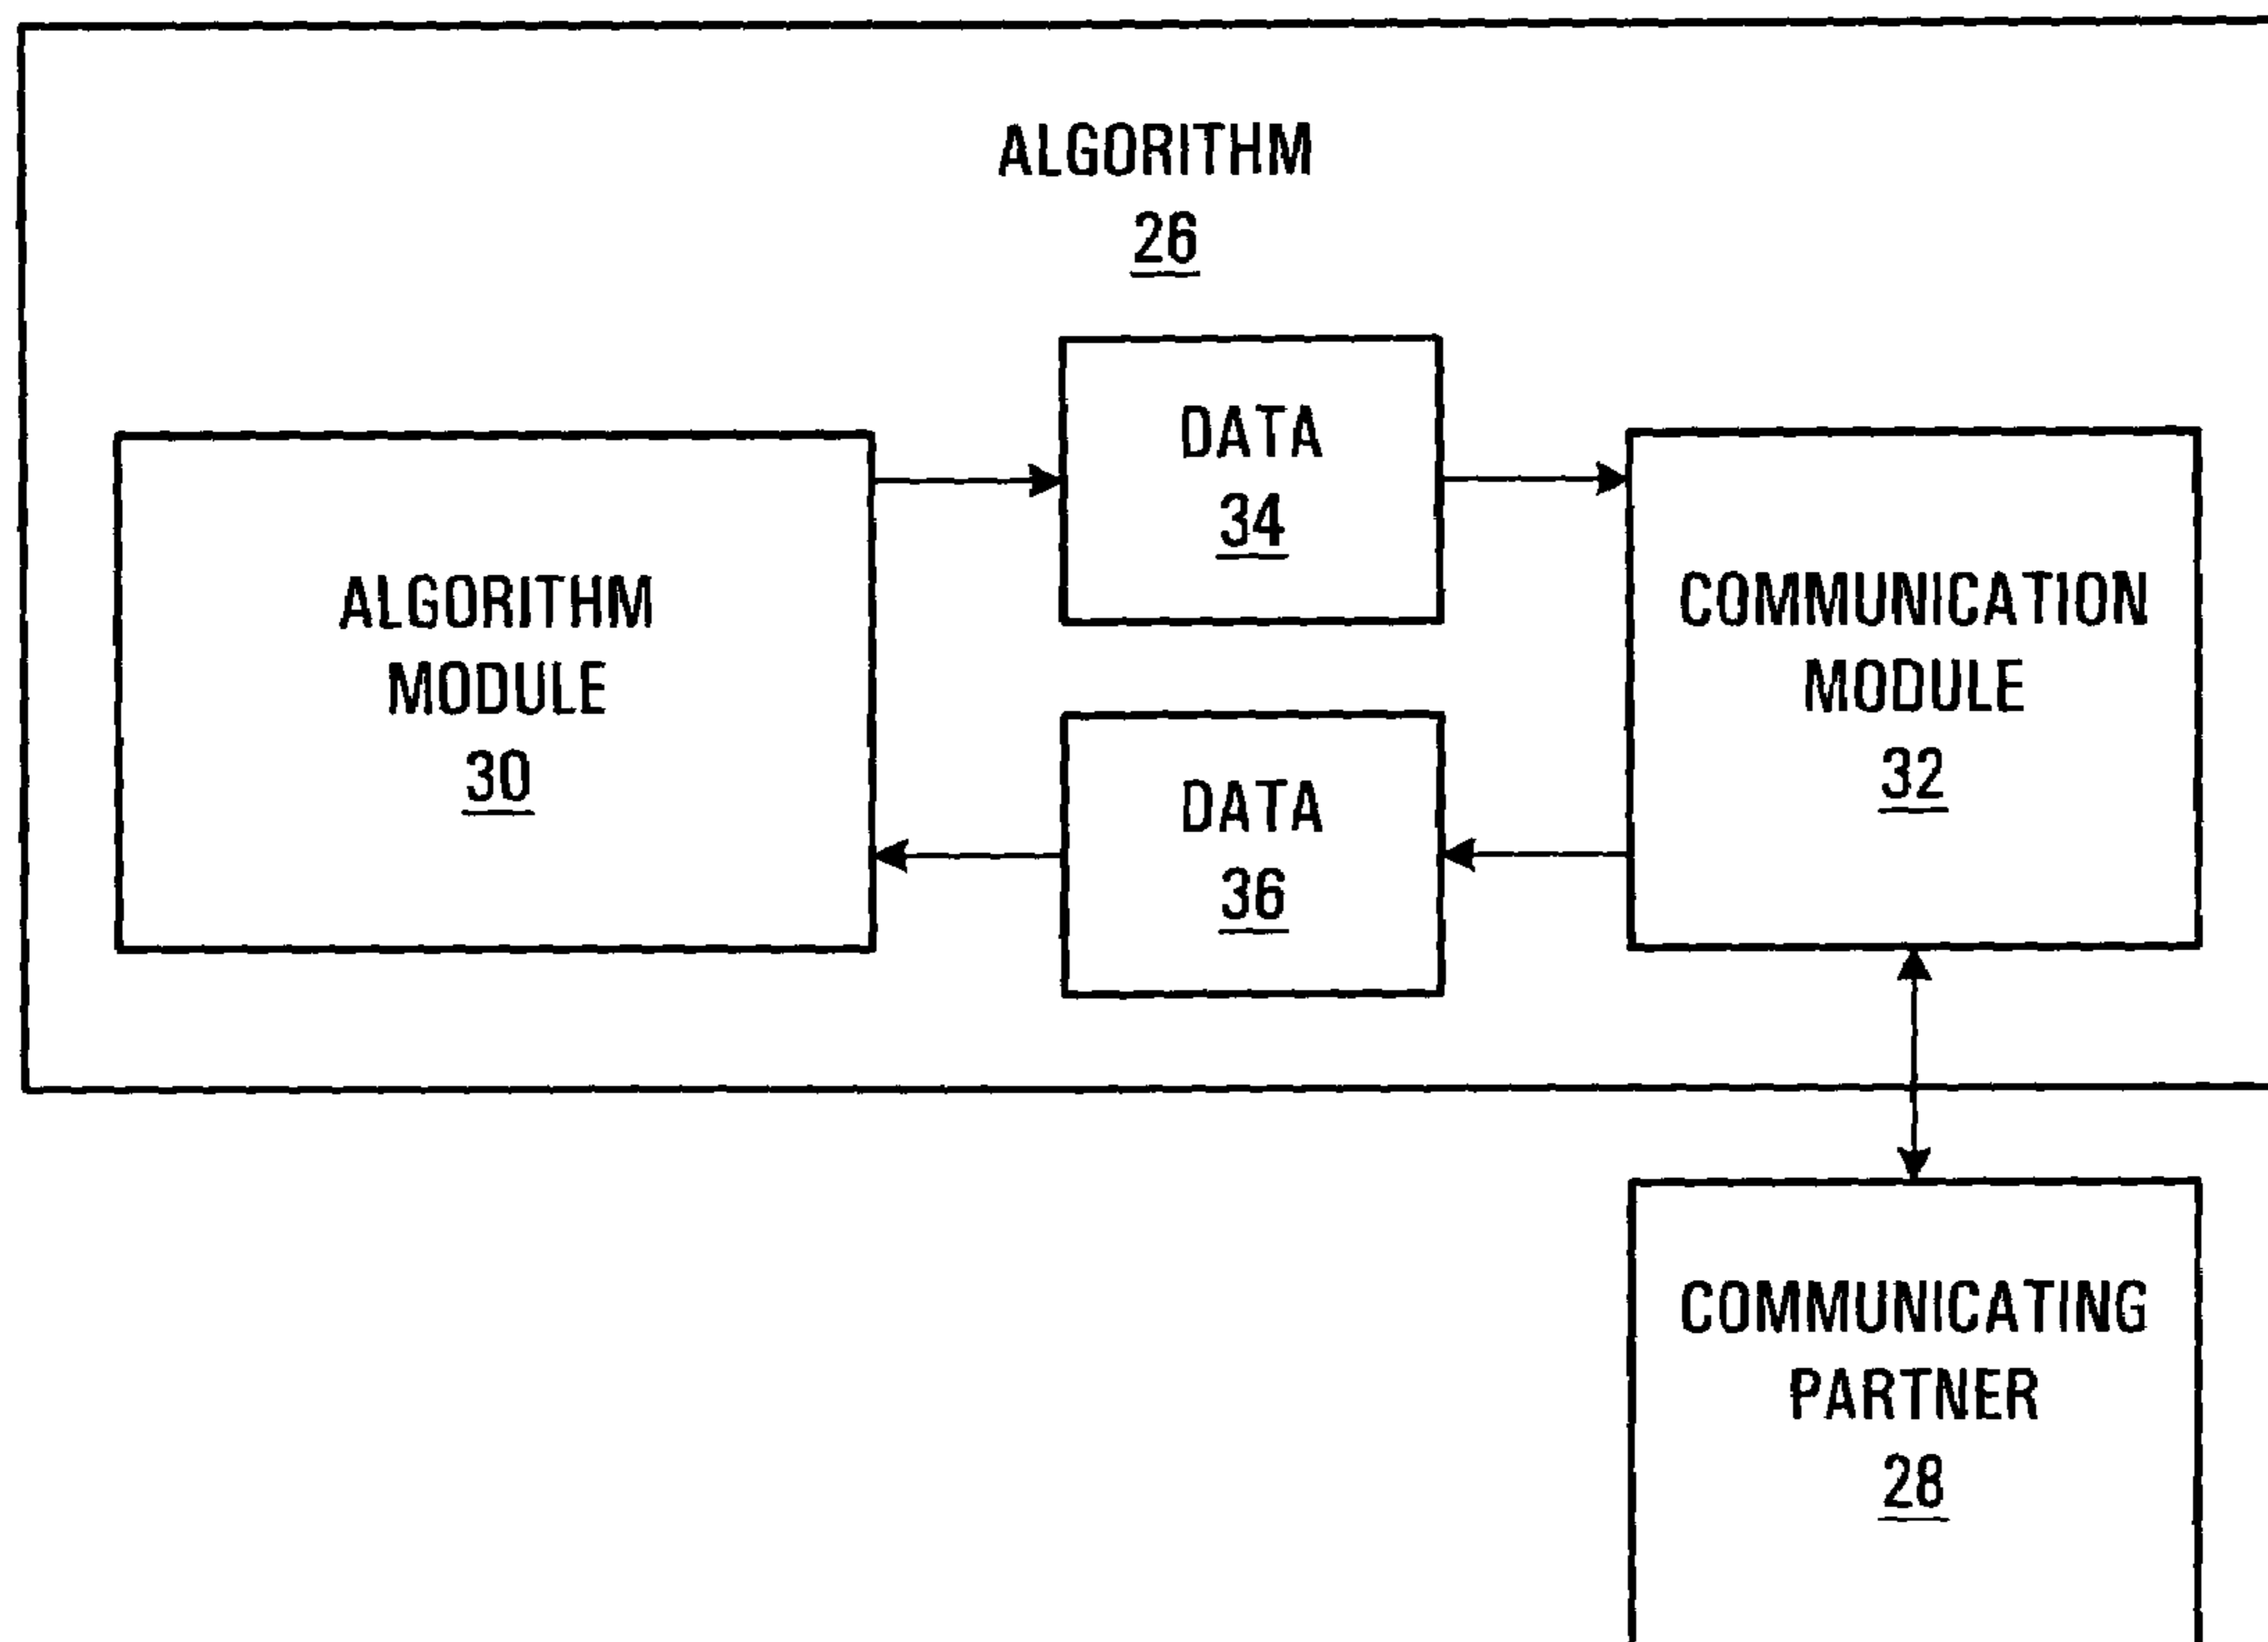 ALGORITHM
26
DATA
34
ALGORITHM
MODULE
30
COMMUNICATION
MODULE
32
DATA
36
COMMUNICATING
PARTNER
28